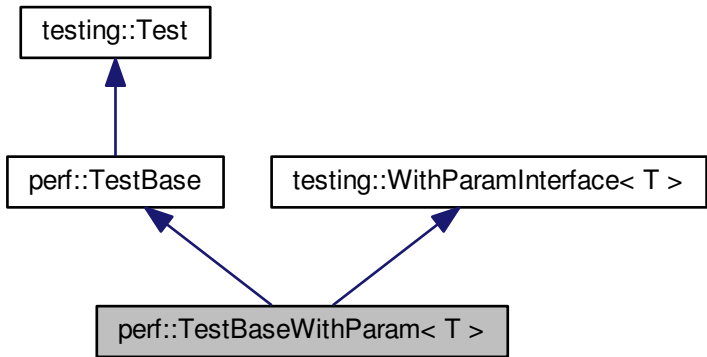 testing::Test
perf::TestBase
testing::WithParamInterface< T >
perf::TestBaseWithParam< T >